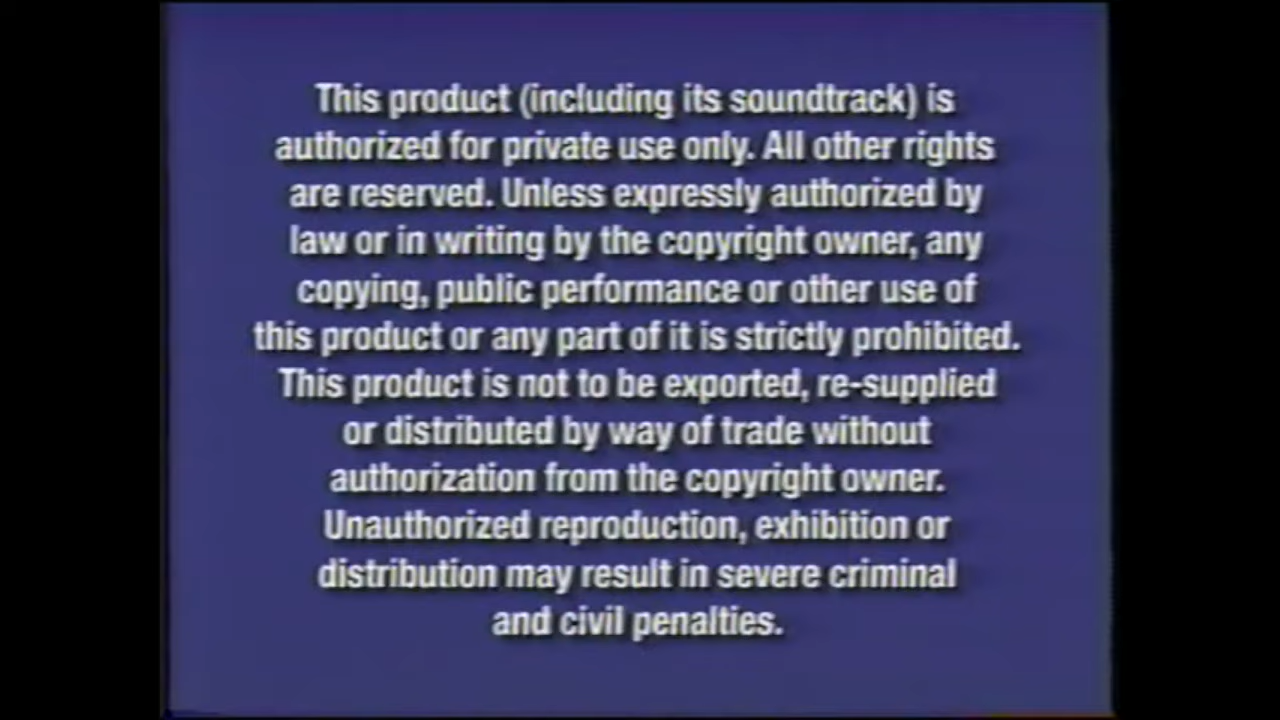 This product (including its soundtrack) is
authorized for private use only. All other rights
are reserved. Unless expressly authorized by
law or in writing by the copyright owner, any
copying, public performance or other use of
this product or any part of it is strictly prohibited.
This product is not to be exported, re-supplied
or distributed by way of trade without
authorization from the copyright owner.
Unauthorized reproduction, exhibition or
distribution may result in severe criminal
and civil penalties.